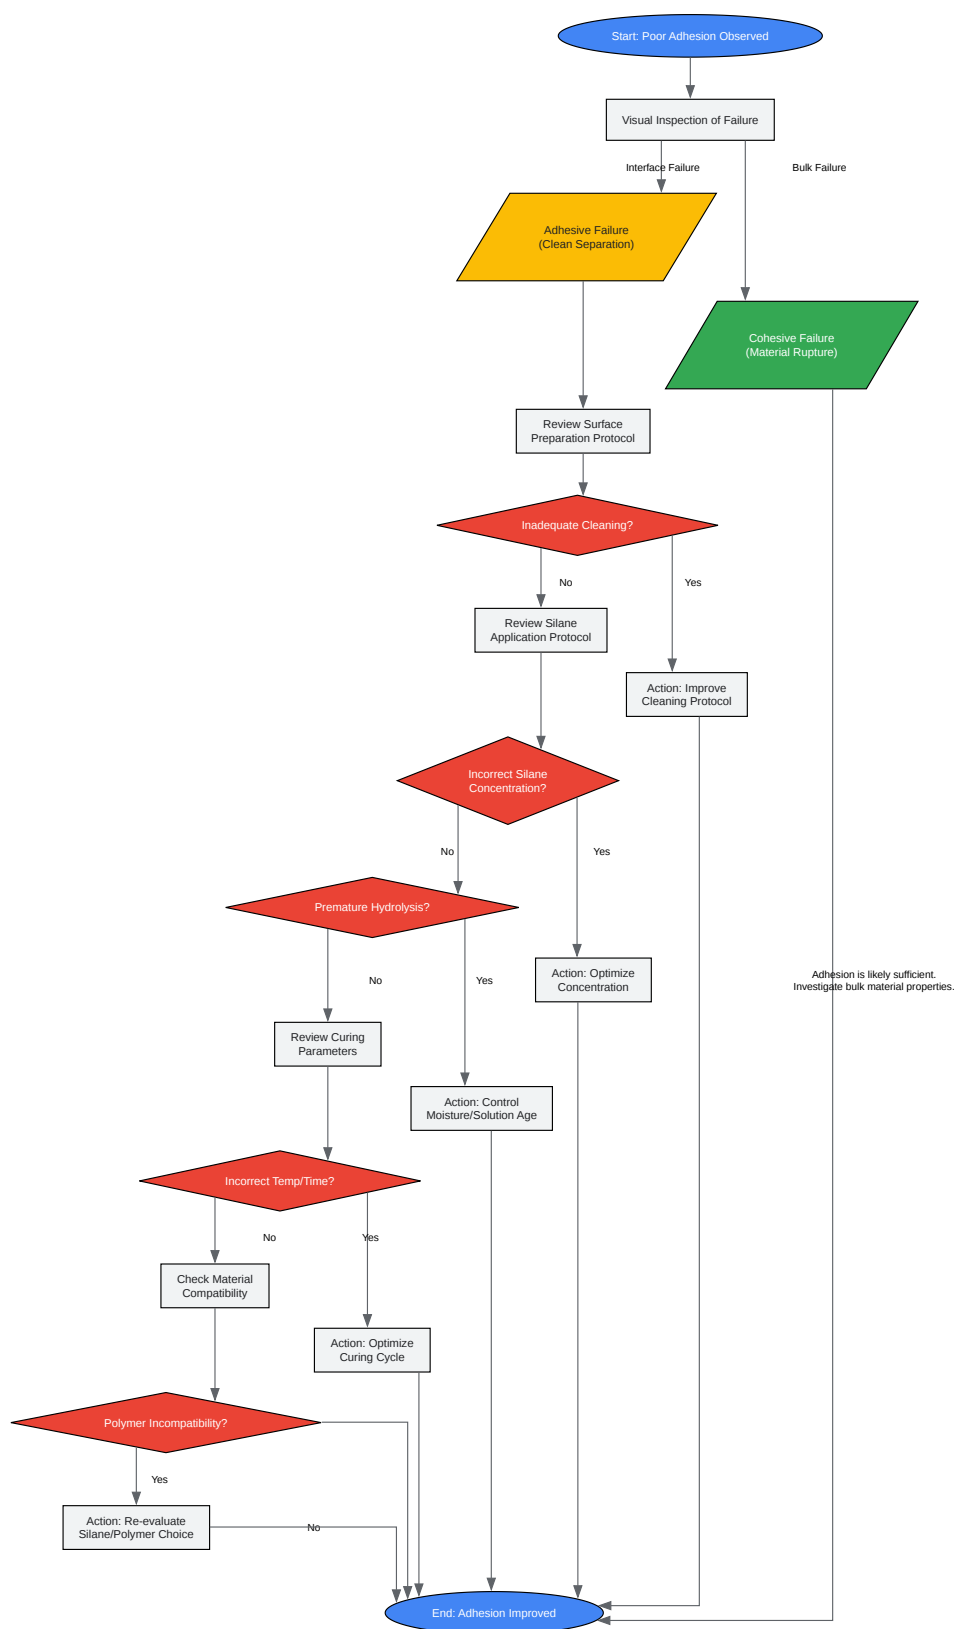 Start: Poor Adhesion Observed
Visual Inspection of Failure
Interface Failure
Bulk Failure
Adhesive Failure
(Clean Separation)
Cohesive Failure
(Material Rupture)
Review Surface
Preparation Protocol
Inadequate Cleaning?
No
Yes
Review Silane
Application Protocol
Action: Improve
Cleaning Protocol
Incorrect Silane
Concentration?
No
Yes
Premature Hydrolysis?
No
Yes
Action: Optimize
Concentration
Adhesion is likely sufficient.
Investigate bulk material properties.
Review Curing
Parameters
Action: Control
Moisture/Solution Age
Incorrect Temp/Time?
No
Yes
Check Material
Compatibility
Action: Optimize
Curing Cycle
Polymer Incompatibility?
Yes
Action: Re-evaluate
Silane/Polymer Choice
No
End: Adhesion Improved